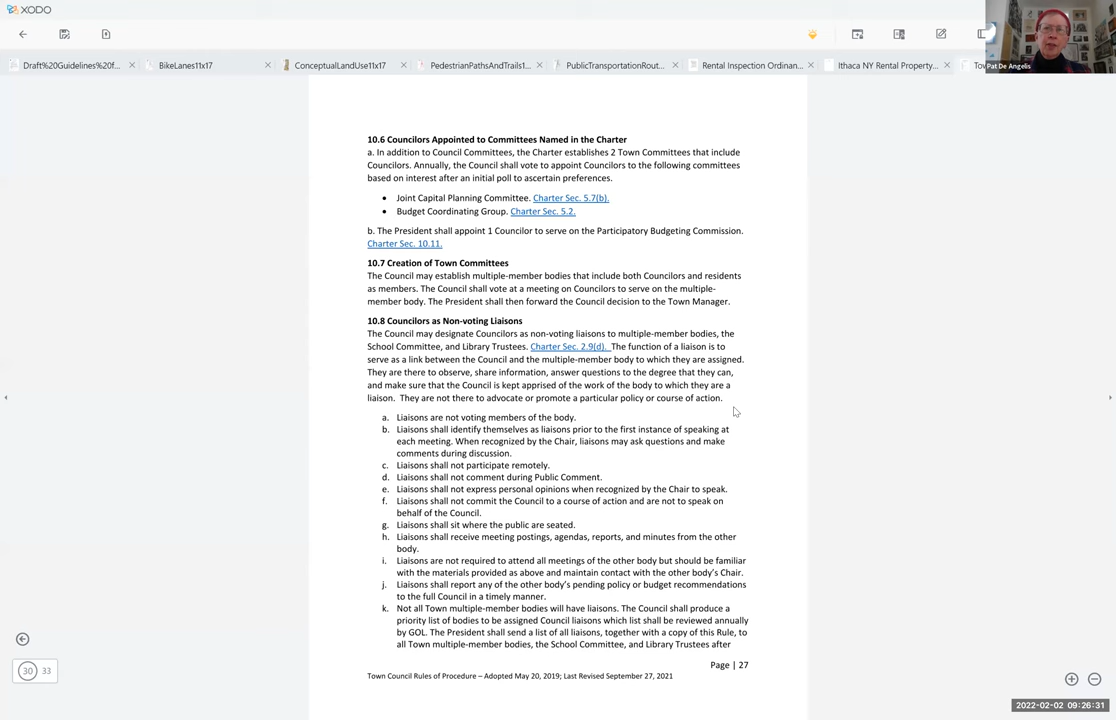 XODO
Draft%20Guidelines%20f...
BikeLanes11x17
ConceptualLandUse11x17
PedestrianPathsAndTrails1...
PublicTransportationRout...
Rental Inspection Ordinan...
Ithaca NY Rental Property...
Pat De Angelis
10.6 Councilors Appointed to Committees Named in the Charter
a. In addition to Council Committees, the Charter establishes 2 Town Committees that include
Councilors. Annually, the Council shall vote to appoint Councilors to the following committees
based on interest after an initial poll to ascertain preferences.
• Joint Capital Planning Committee. Charter Sec. 5.7(b).
• Budget Coordinating Group. Charter Sec. 5.2.
b. The President shall appoint 1 Councilor to serve on the Participatory Budgeting Commission.
Charter Sec. 10.11.
10.7 Creation of Town Committees
The Council may establish multiple-member bodies that include both Councilors and residents
as members. The Council shall vote at a meeting on Councilors to serve on the multiple-
member body. The President shall then forward the Council decision to the Town Manager.
10.8 Councilors as Non-voting Liaisons
The Council may designate Councilors as non-voting liaisons to multiple-member bodies, the
School Committee, and Library Trustees. Charter Sec. 2.9(d). The function of a liaison is to
serve as a link between the Council and the multiple-member body to which they are assigned.
They are there to observe, share information, answer questions to the degree that they can,
and make sure that the Council is kept apprised of the work of the body to which they are a
liaison. They are not there to advocate or promote a particular policy or course of action.
a. Liaisons are not voting members of the body.
b. Liaisons shall identify themselves as liaisons prior to the first instance of speaking at
each meeting. When recognized by the Chair, liaisons may ask questions and make
comments during discussion.
c. Liaisons shall not participate remotely.
d. Liaisons shall not comment during Public Comment.
e. Liaisons shall not express personal opinions when recognized by the Chair to speak.
f. Liaisons shall not commit the Council to a course of action and are not to speak on
behalf of the Council.
g. Liaisons shall sit where the public are seated.
h. Liaisons shall receive meeting postings, agendas, reports, and minutes from the other
body.
i. Liaisons are not required to attend all meetings of the other body but should be familiar
with the materials provided as above and maintain contact with the other body's Chair.
j. Liaisons shall report any of the other body's pending policy or budget recommendations
to the full Council in a timely manner.
k. Not all Town multiple-member bodies will have liaisons. The Council shall produce a
priority list of bodies to be assigned Council liaisons which list shall be reviewed annually
by GOL. The President shall send a list of all liaisons, together with a copy of this Rule, to
all Town multiple-member bodies, the School Committee, and Library Trustees after
Page | 27
Town Council Rules of Procedure – Adopted May 20, 2019; Last Revised September 27, 2021
30 33
2022-02-02 09:26:31